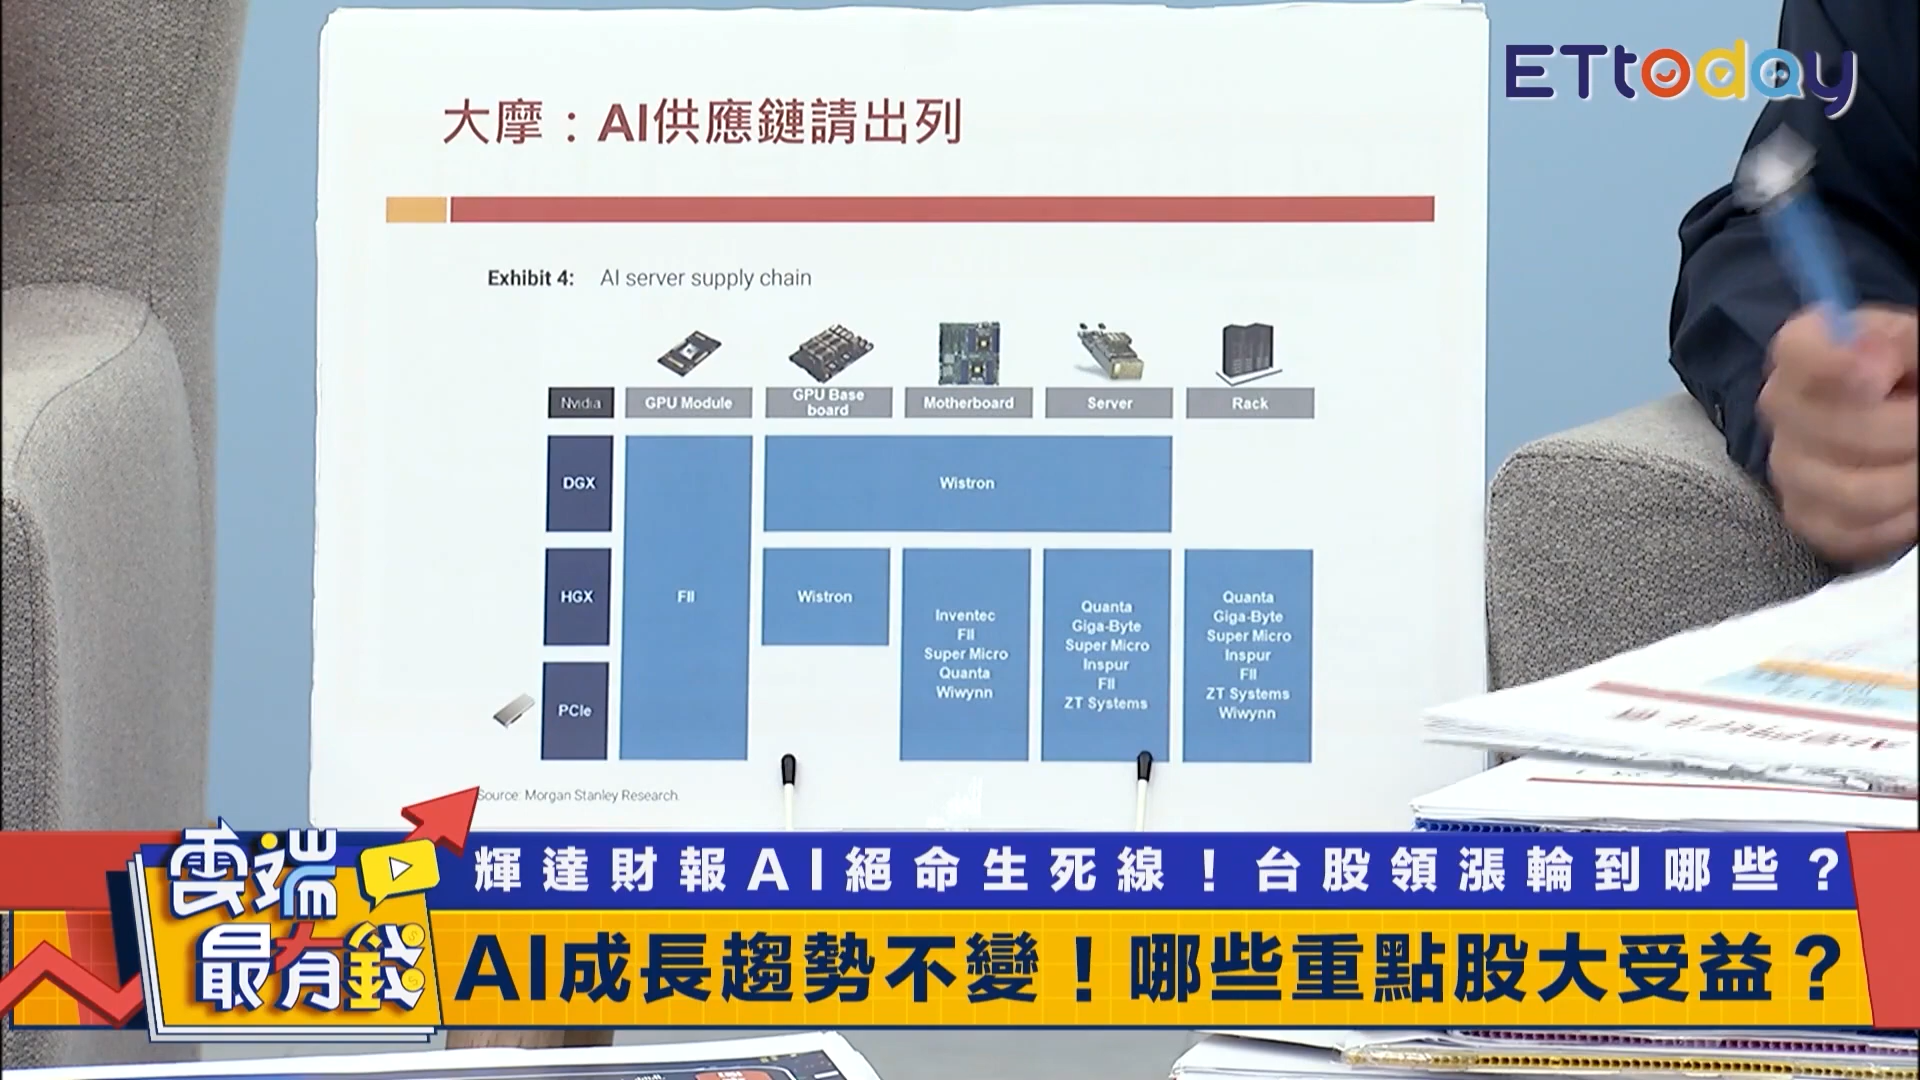 ETtoday
大摩：AI供應鏈請出列
Exhibit 4: AI server supply chain
Nvidia
GPU Module
GPU Base board
Motherboard
Server
Rack
DGX
Wistron
HGX
FII
Wistron
Inventec
FII
Super Micro
Quanta
Wiwynn
Quanta
Giga-Byte
Super Micro
Inspur
FII
ZT Systems
Quanta
Giga-Byte
Super Micro
Inspur
FII
ZT Systems
Wiwynn
PCIe
Source: Morgan Stanley Research.
雲端
最有錢
輝達財報AI絕命生死線！台股領漲輪到哪些？
AI成長趨勢不變！哪些重點股大受益？